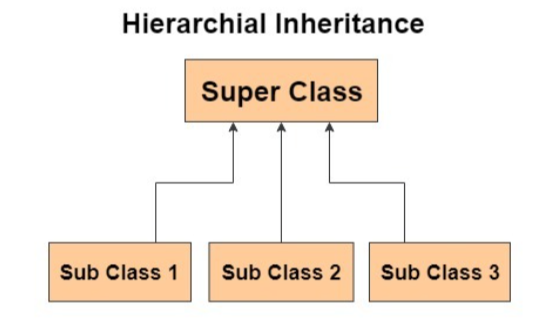 Hierarchial Inheritance
Super Class
Sub Class 1
Sub Class 2
Sub Class 3